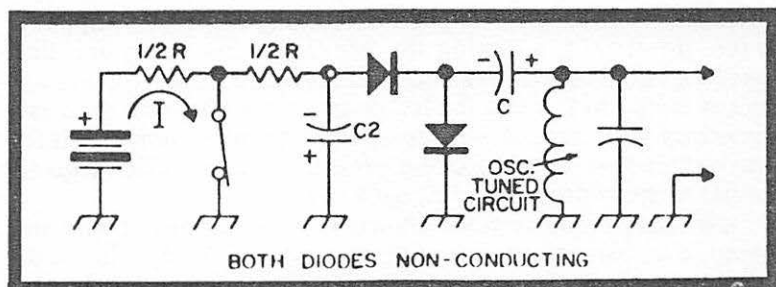 1/2 R 1/2 R
+ I
- + C2
- + C
OSC.
TUNED
CIRCUIT
BOTH DIODES NON-CONDUCTING